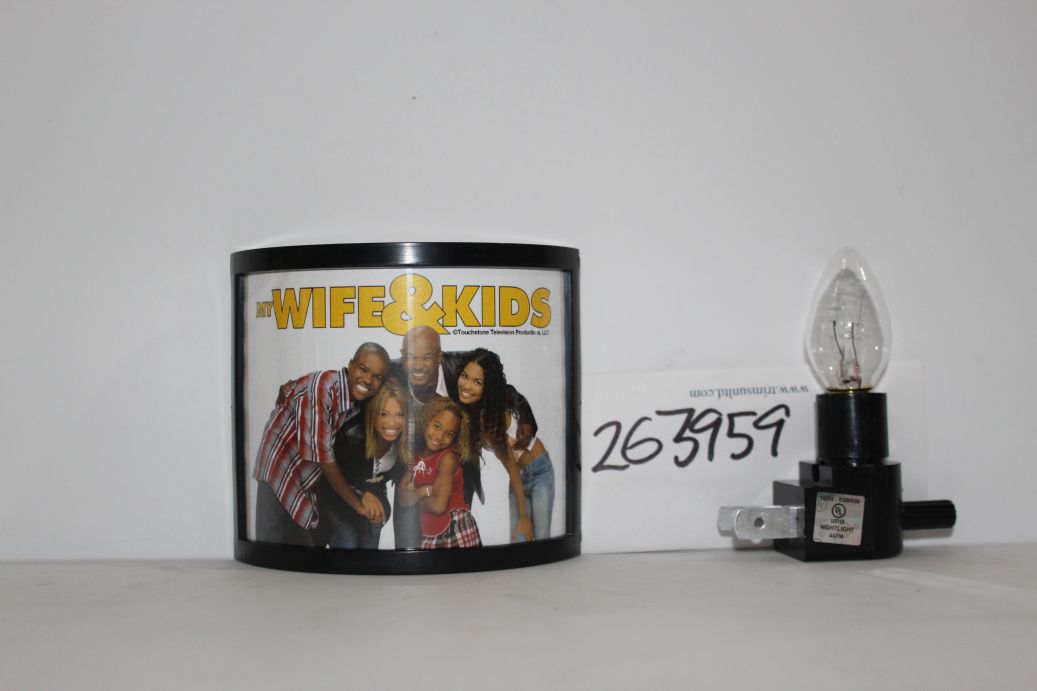 MY WIFE & KIDS
©Touchstone Television Productions, LLC
www.trimsunltd.com
263959
UL
LISTED
NIGHTLIGHT